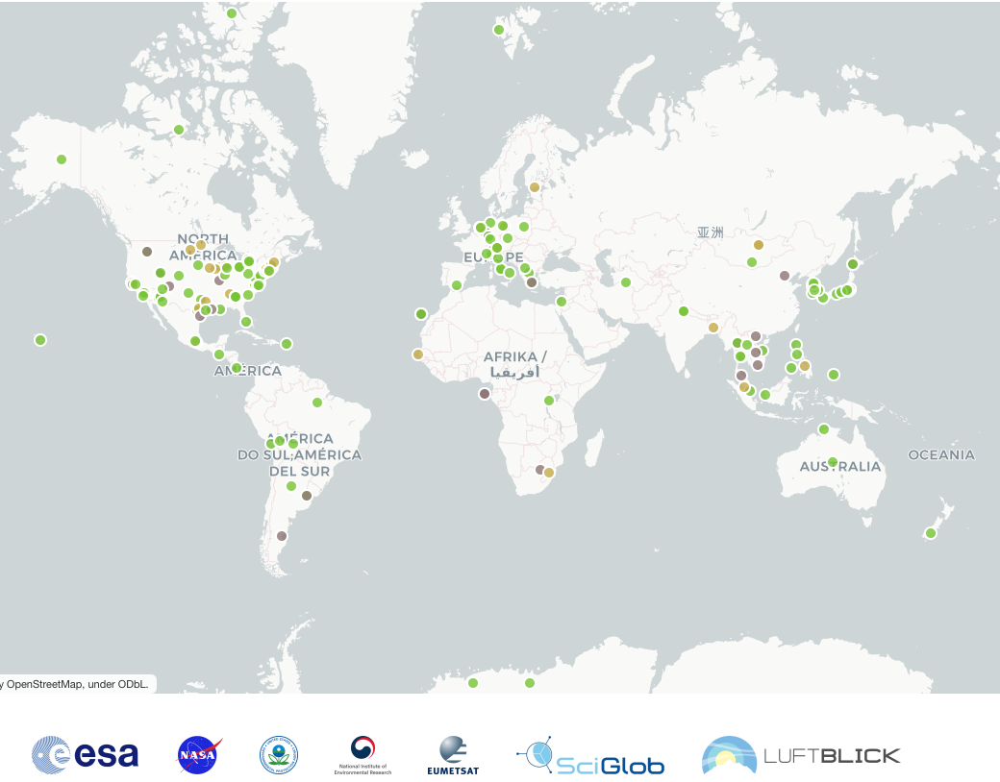 NORTH
AMERICA
EUROPE
亚洲
AFRIKA /
أفريقيا
AMÉRICA
AMÉRICA
DO SUL;AMÉRICA
DEL SUR
AUSTRALIA
OCEANIA
y OpenStreetMap, under ODbL.
esa
NASA
National Institute of
Environmental Research
EUMETSAT
SciGlob
LUFTBLICK